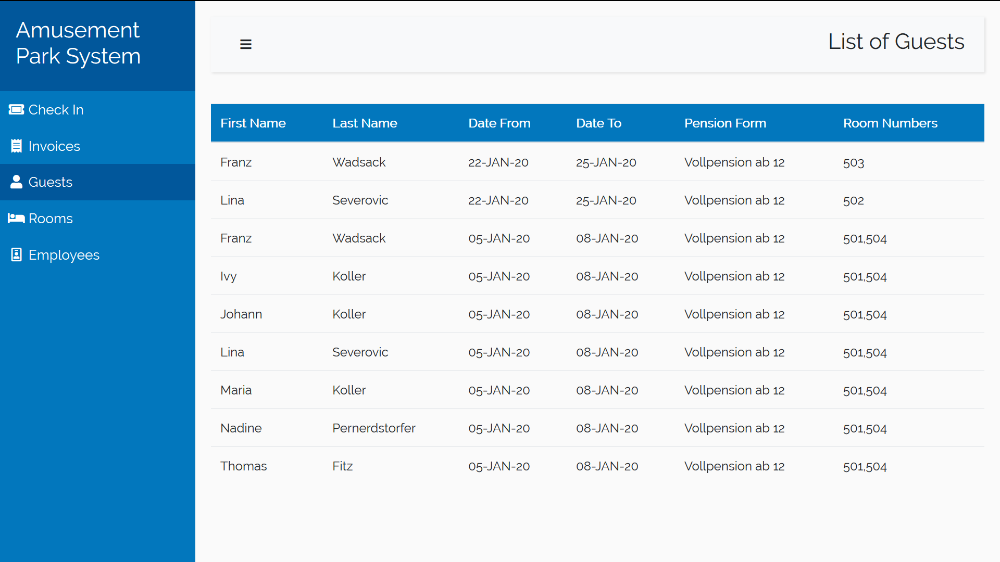 Amusement
Park System
Check In
Invoices
Guests
Rooms
Employees
List of Guests
First Name Last Name Date From Date To Pension Form Room Numbers
Franz Wadsack 22-JAN-20 25-JAN-20 Vollpension ab 12 503
Lina Severovic 22-JAN-20 25-JAN-20 Vollpension ab 12 502
Franz Wadsack 05-JAN-20 08-JAN-20 Vollpension ab 12 501,504
Ivy Koller 05-JAN-20 08-JAN-20 Vollpension ab 12 501,504
Johann Koller 05-JAN-20 08-JAN-20 Vollpension ab 12 501,504
Lina Severovic 05-JAN-20 08-JAN-20 Vollpension ab 12 501,504
Maria Koller 05-JAN-20 08-JAN-20 Vollpension ab 12 501,504
Nadine Pernerdstorfer 05-JAN-20 08-JAN-20 Vollpension ab 12 501,504
Thomas Fitz 05-JAN-20 08-JAN-20 Vollpension ab 12 501,504